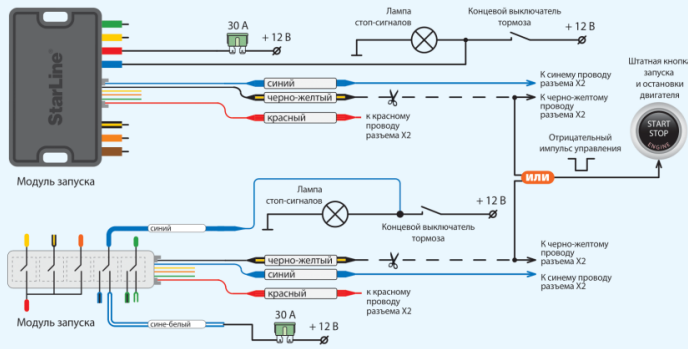 30 А
+ 12 В
Лампа
стоп-сигналов
Концевой выключатель
тормоза
+ 12 В
StarLine®
синий
черно-желтый
красный
к красному
проводу
разъема X2
К синему проводу
разъема X2
К черно-желтому
проводу
разъема X2
Штатная кнопка
запуска
и остановки
двигателя
START
STOP
ENGINE
Отрицательный
импульс управления
ИЛИ
Модуль запуска
синий
Лампа
стоп-сигналов
+ 12 В
Концевой выключатель
тормоза
черно-желтый
синий
красный
к красному
проводу
разъема X2
К черно-желтому
проводу
разъема X2
К синему проводу
разъема X2
Модуль запуска
сине-белый
30 А
+ 12 В